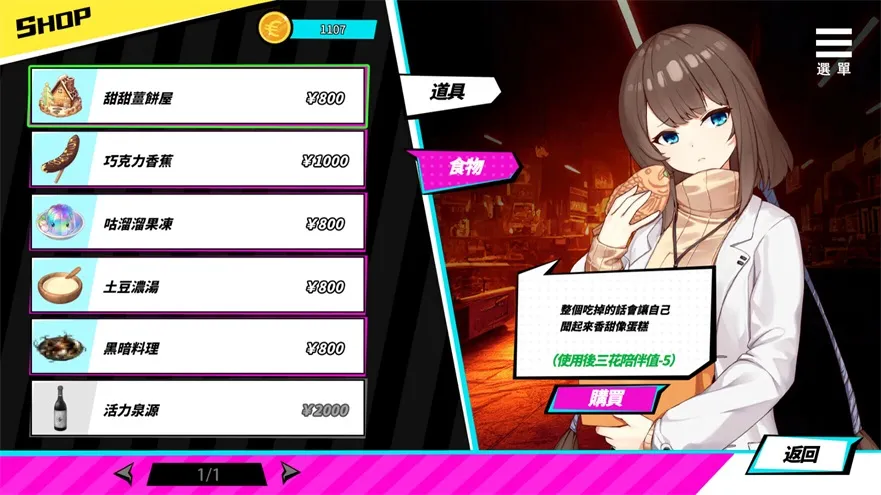 SHOP
1107
選單
甜甜薑餅屋 ¥800
巧克力香蕉 ¥1000
咕溜溜果凍 ¥800
土豆濃湯 ¥800
黑暗料理 ¥800
活力泉源 ¥2000
道具
食物
整個吃掉的話會讓自己
聞起來香甜像蛋糕
(使用後三花陪伴值-5)
購買
1/1
返回